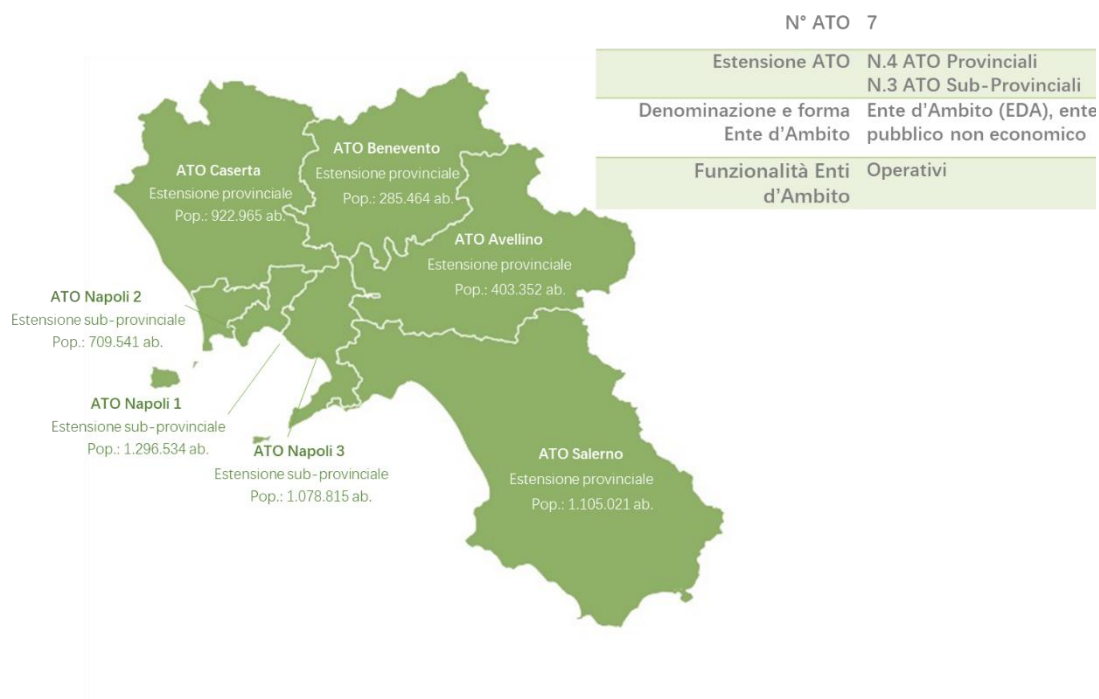 N° ATO 7
Estensione ATO N.4 ATO Provinciali
N.3 ATO Sub-Provinciali
Denominazione e forma Ente d'Ambito (EDA), ente
Ente d'Ambito pubblico non economico
Funzionalità Enti Operativi
d'Ambito
ATO Benevento
Estensione provinciale
Pop.: 285.464 ab.
ATO Caserta
Estensione provinciale
Pop.: 922.965 ab.
ATO Avellino
Estensione provinciale
Pop.: 403.352 ab.
ATO Napoli 2
Estensione sub-provinciale
Pop.: 709.541 ab.
ATO Napoli 1
Estensione sub-provinciale
Pop.: 1.296.534 ab.
ATO Napoli 3
Estensione sub-provinciale
Pop.: 1.078.815 ab.
ATO Salerno
Estensione provinciale
Pop.: 1.105.021 ab.